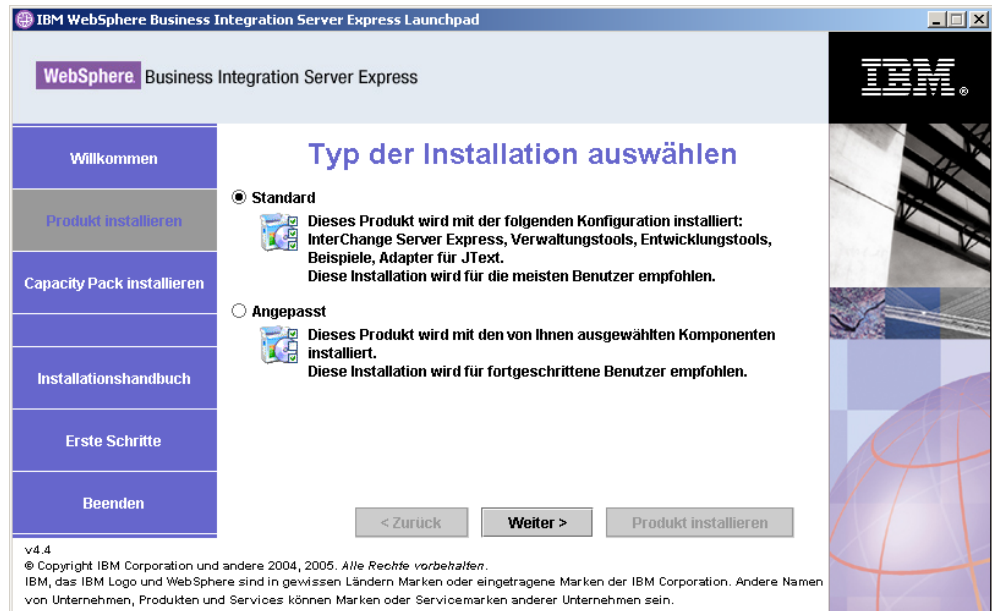 IBM WebSphere Business Integration Server Express Launchpad
WebSphere. Business Integration Server Express
IBM®
Willkommen
Produkt installieren
Capacity Pack installieren
Installationshandbuch
Erste Schritte
Beenden
Typ der Installation auswählen
Standard
Dieses Produkt wird mit der folgenden Konfiguration installiert:
InterChange Server Express, Verwaltungstools, Entwicklungstools,
Beispiele, Adapter für JText.
Diese Installation wird für die meisten Benutzer empfohlen.
Angepasst
Dieses Produkt wird mit den von Ihnen ausgewählten Komponenten
installiert.
Diese Installation wird für fortgeschrittene Benutzer empfohlen.
< Zurück
Weiter >
Produkt installieren
v4.4
© Copyright IBM Corporation und andere 2004, 2005. Alle Rechte vorbehalten.
IBM, das IBM Logo und WebSphere sind in gewissen Ländern Marken oder eingetragene Marken der IBM Corporation. Andere Namen
von Unternehmen, Produkten und Services können Marken oder Servicemarken anderer Unternehmen sein.